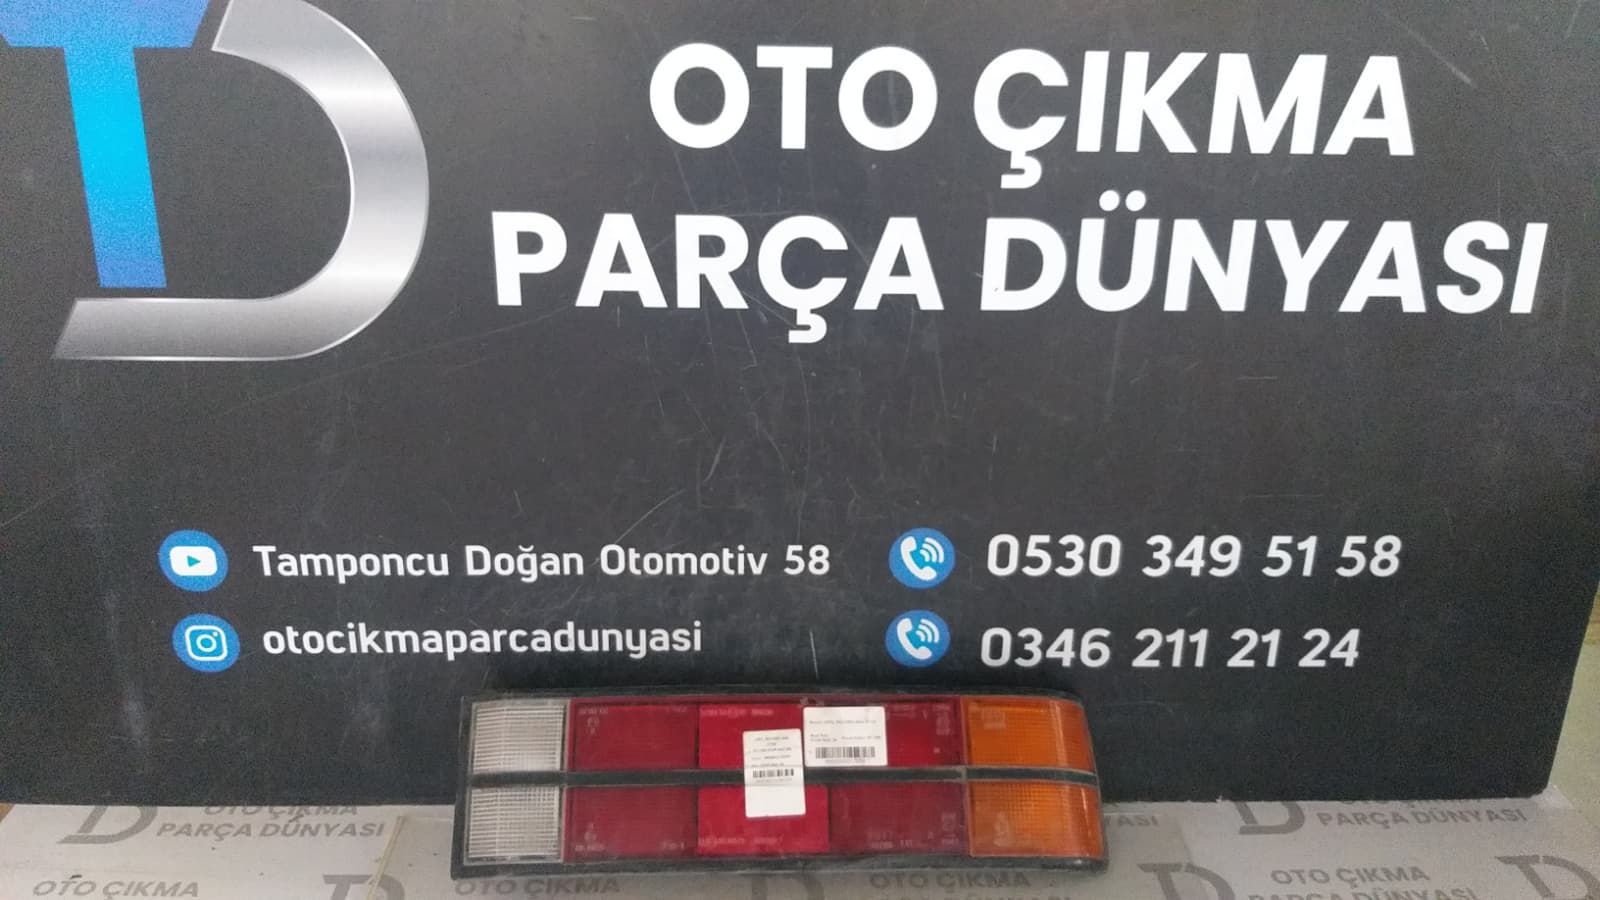 OTO ÇIKMA
PARÇA DÜNYASI
Tamponcu Doğan Otomotiv 58
0530 349 51 58
otocikmaparcadunyasi
0346 211 21 24
OTO ÇIKMA
PARÇA DÜNYASI
PARÇA DÜNYASI
OTO ÇIKMA
OTO ÇIKMA
OTO ÇIKMA
OTO ÇIKMA
PARÇA DÜNYASI